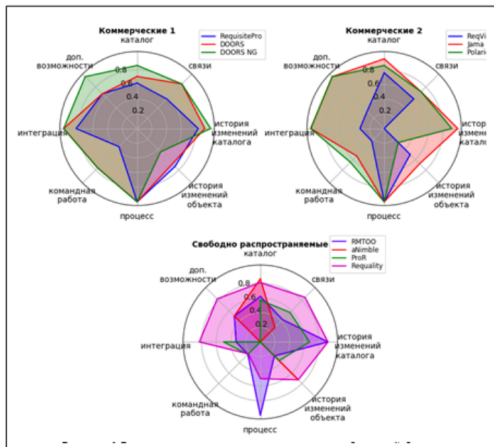 Коммерческие 1
каталог
RequisitePro
DOORS
DOORS NG
доп.
возможности
связи
0.8
0.6
0.4
0.2
интеграция
история
изменений
каталога
командная
работа
история
изменений
объекта
процесс
Коммерческие 2
каталог
Jama
доп.
возможности
связи
0.8
0.6
0.4
0.2
интеграция
история
изменений
каталога
командная
работа
история
изменений
объекта
процесс
Свободно распространяемые
каталог
RMTOO
aNimble
ProR
Requality
доп.
возможности
связи
0.8
0.6
0.4
0.2
интеграция
история
изменений
каталога
командная
работа
история
изменений
объекта
процесс